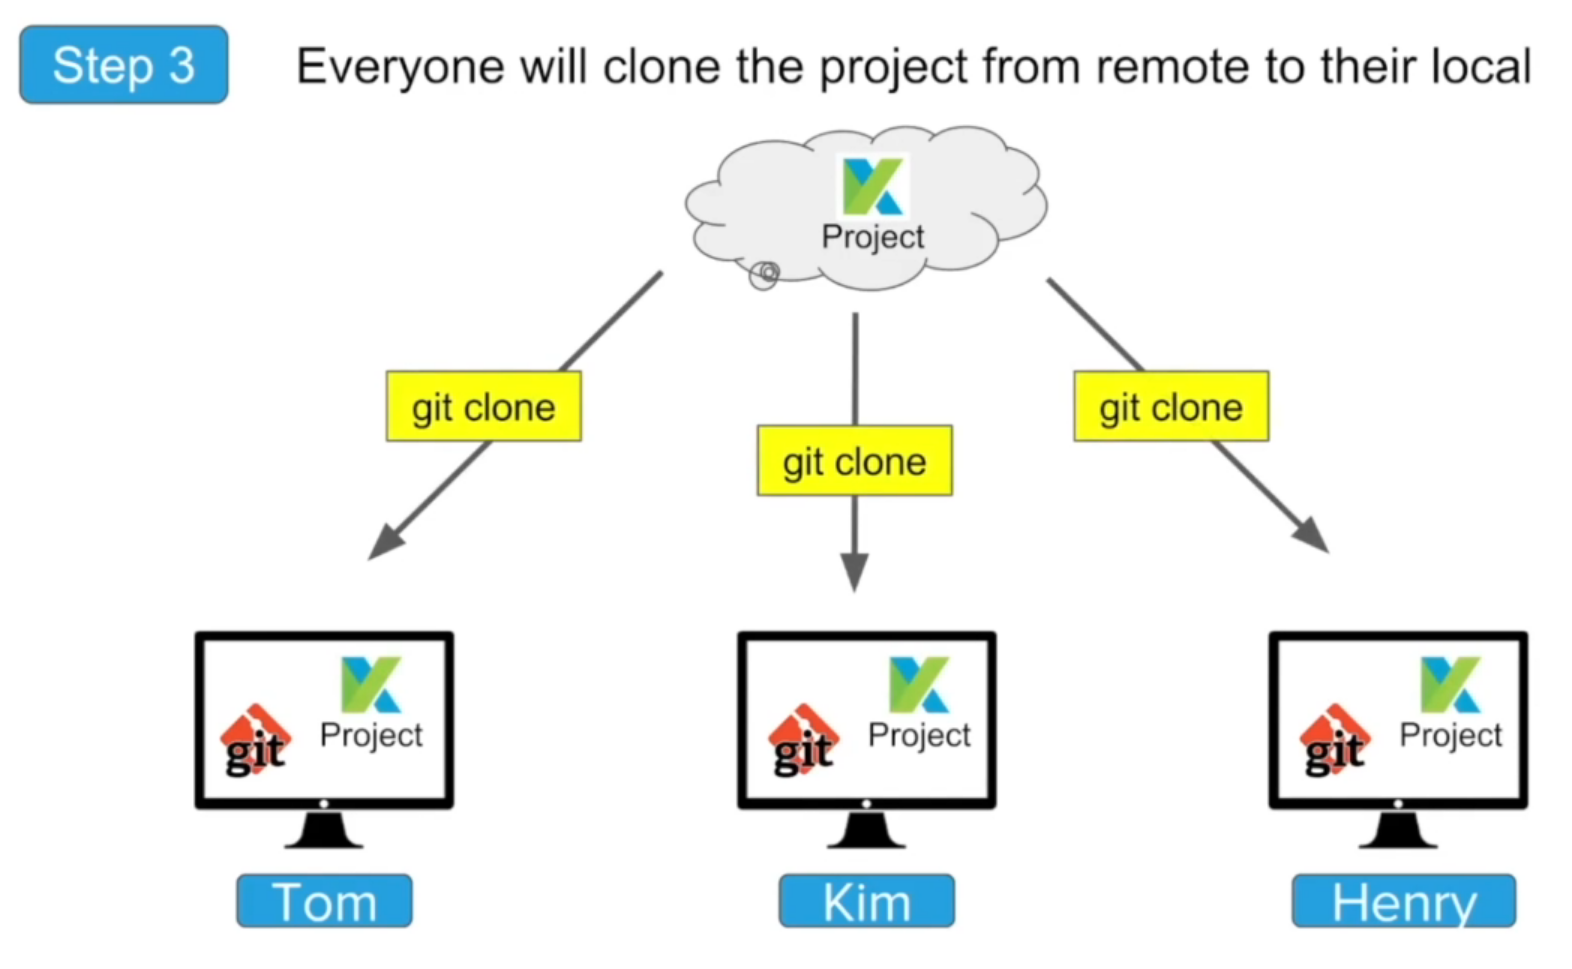 Step 3
Everyone will clone the project from remote to their local
Project
git clone
git clone
git clone
git
Project
git
Project
git
Project
Tom
Kim
Henry